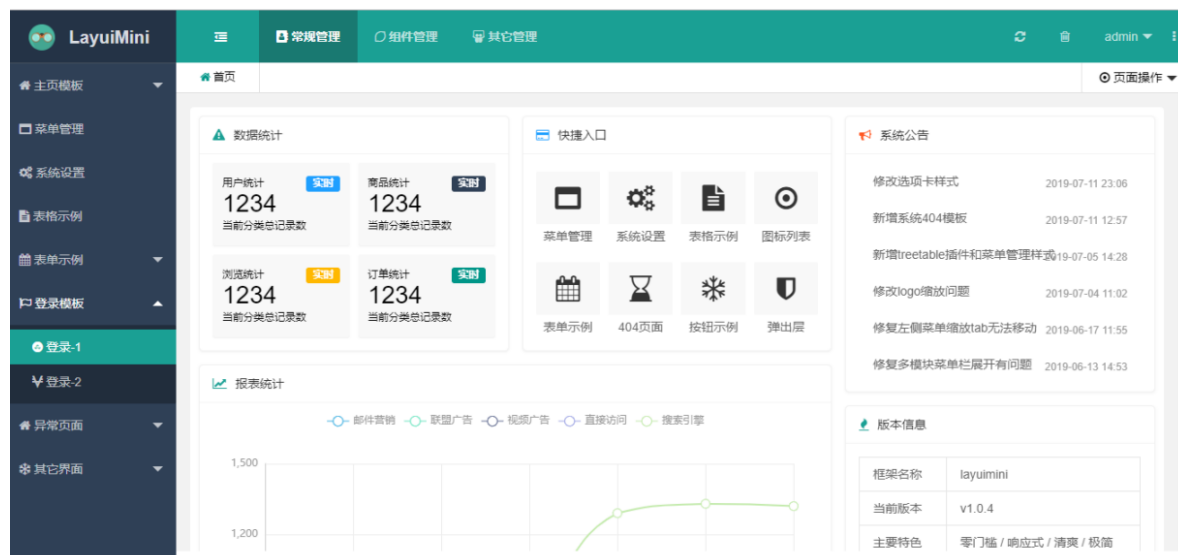 LayuiMini
常规管理 组件管理 其它管理 admin
主页模板
菜单管理
系统设置
表格示例
表单示例
登录模板
登录-1
登录-2
异常页面
其它界面
首页 页面操作
数据统计
用户统计 实时
1234
当前分类总记录数
商品统计 实时
1234
当前分类总记录数
浏览统计 实时
1234
当前分类总记录数
订单统计 实时
1234
当前分类总记录数
快捷入口
菜单管理 系统设置 表格示例 图标列表
表单示例 404页面 按钮示例 弹出层
报表统计
邮件营销 联盟广告 视频广告 直接访问 搜索引擎
1,500
1,200
系统公告
修改选项卡样式 2019-07-11 23:06
新增系统404模板 2019-07-11 12:57
新增treetable插件和菜单管理样式 19-07-05 14:28
修改logo缩放问题 2019-07-04 11:02
修复左侧菜单缩放tab无法移动 2019-06-17 11:55
修复多模块菜单栏展开有问题 2019-06-13 14:53
版本信息
框架名称 layuimini
当前版本 v1.0.4
主要特色 零门槛 / 响应式 / 清爽 / 极简